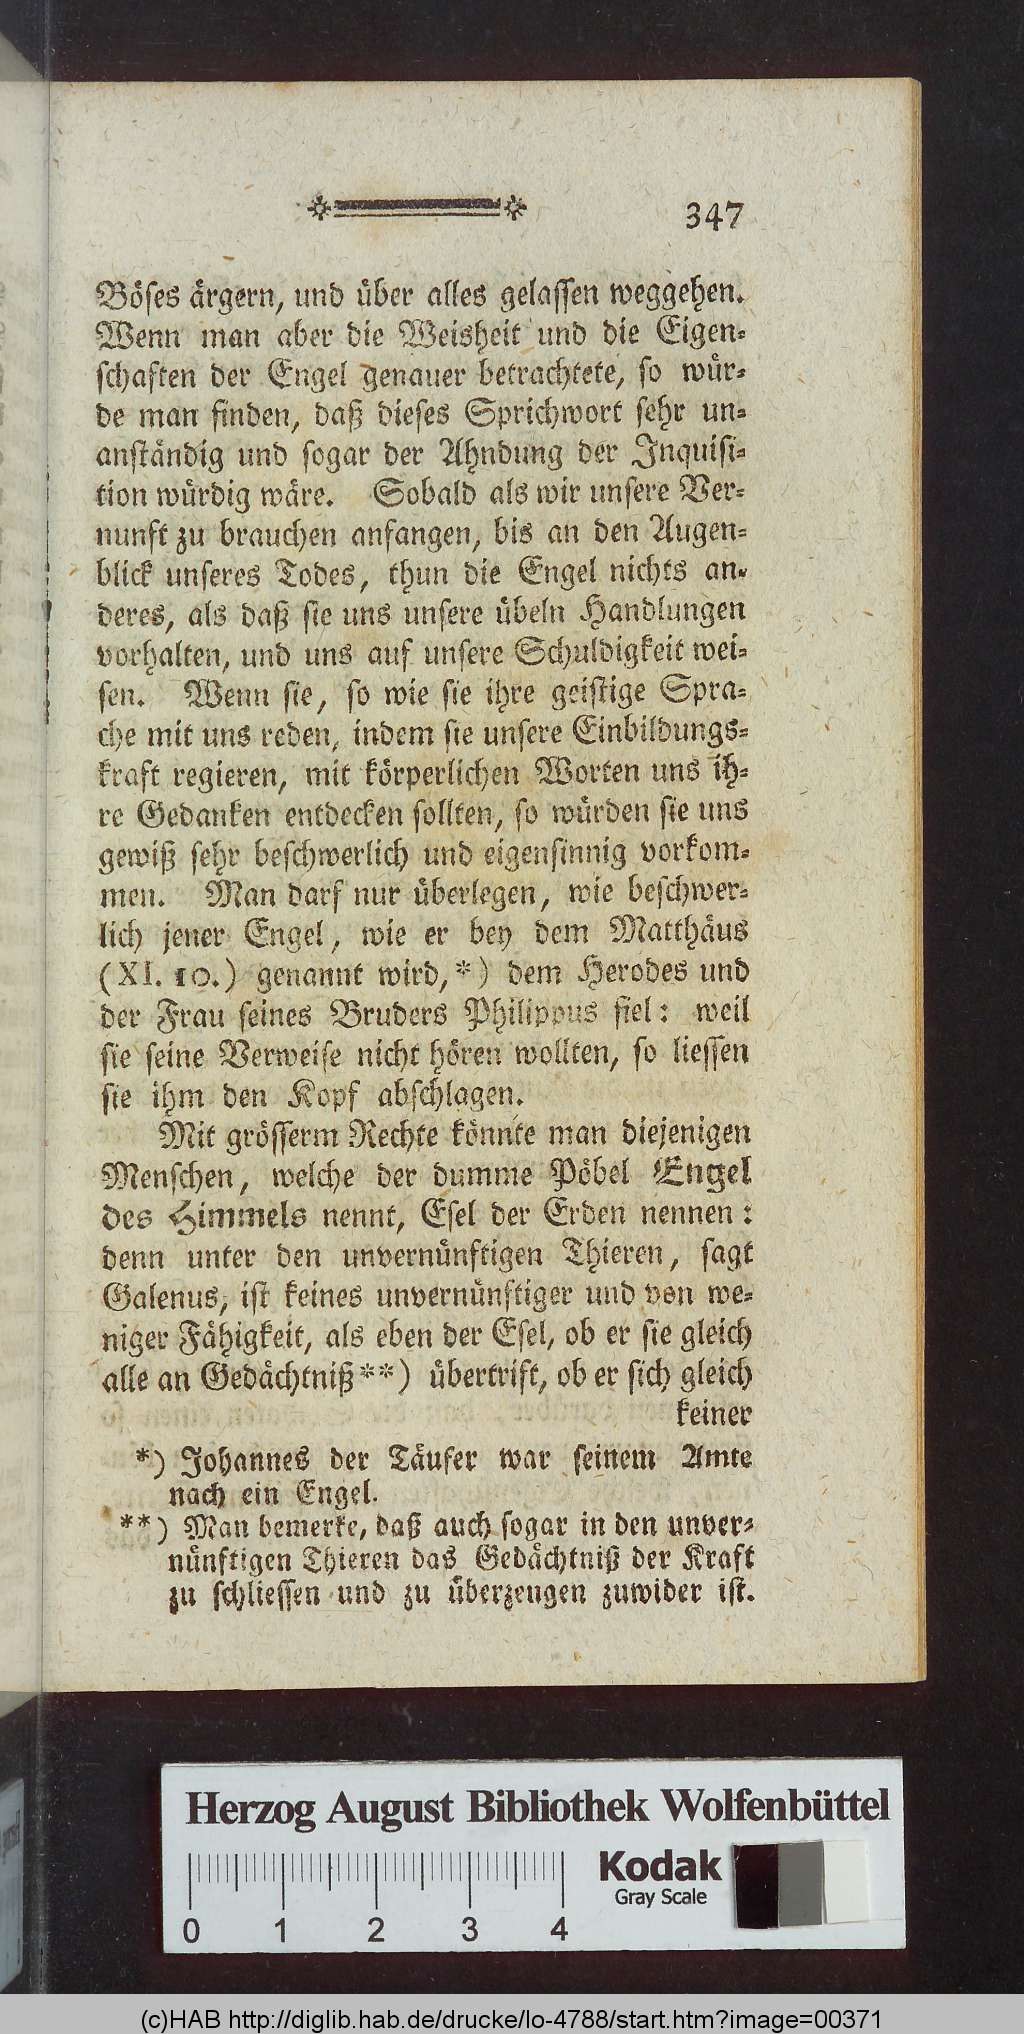 347
Böses ärgern, und über alles gelassen weggehen.
Wenn man aber die Weisheit und die Eigen-
schaften der Engel genauer betrachtete, so wür-
de man finden, daß dieses Sprichwort sehr un-
anständig und sogar der Ahndung der Inquisi-
tion würdig wäre. Sobald als wir unsere Ver-
nunft zu brauchen anfangen, bis an den Augen-
blick unseres Todes, thun die Engel nichts an-
deres, als daß sie uns unsere übeln Handlungen
vorhalten, und uns auf unsere Schuldigkeit wei-
sen. Wenn sie, so wie sie ihre geistige Spra-
che mit uns reden, indem sie unsere Einbildungs-
kraft regieren, mit körperlichen Worten uns ih-
re Gedanken entdecken sollten, so würden sie uns
gewiß sehr beschwerlich und eigensinnig vorkom-
men. Man darf nur überlegen, wie beschwer-
lich jener Engel, wie er bey dem Matthäus
(XI. 10.) genannt wird,*) dem Herodes und
der Frau seines Bruders Philippus fiel: weil
sie seine Verweise nicht hören wollten, so liessen
sie ihm den Kopf abschlagen.
Mit grösserm Rechte könnte man diejenigen
Menschen, welche der dumme Pöbel Engel
des Himmels nennt, Esel der Erden nennen:
denn unter den unvernünftigen Thieren, sagt
Galenus, ist keines unvernünftiger und von we-
niger Fähigkeit, als eben der Esel, ob er sie gleich
alle an Gedächtniß**) übertrift, ob er sich gleich
keiner
*) Johannes der Täufer war seinem Amte
nach ein Engel.
**) Man bemerke, daß auch sogar in den unver-
nünftigen Thieren das Gedächtniß der Kraft
zu schliessen und zu überzeugen zuwider ist.
Herzog August Bibliothek Wolfenbüttel
Kodak
Gray Scale
0 1 2 3 4
(c)HAB http://diglib.hab.de/drucke/lo-4788/start.htm?image=00371